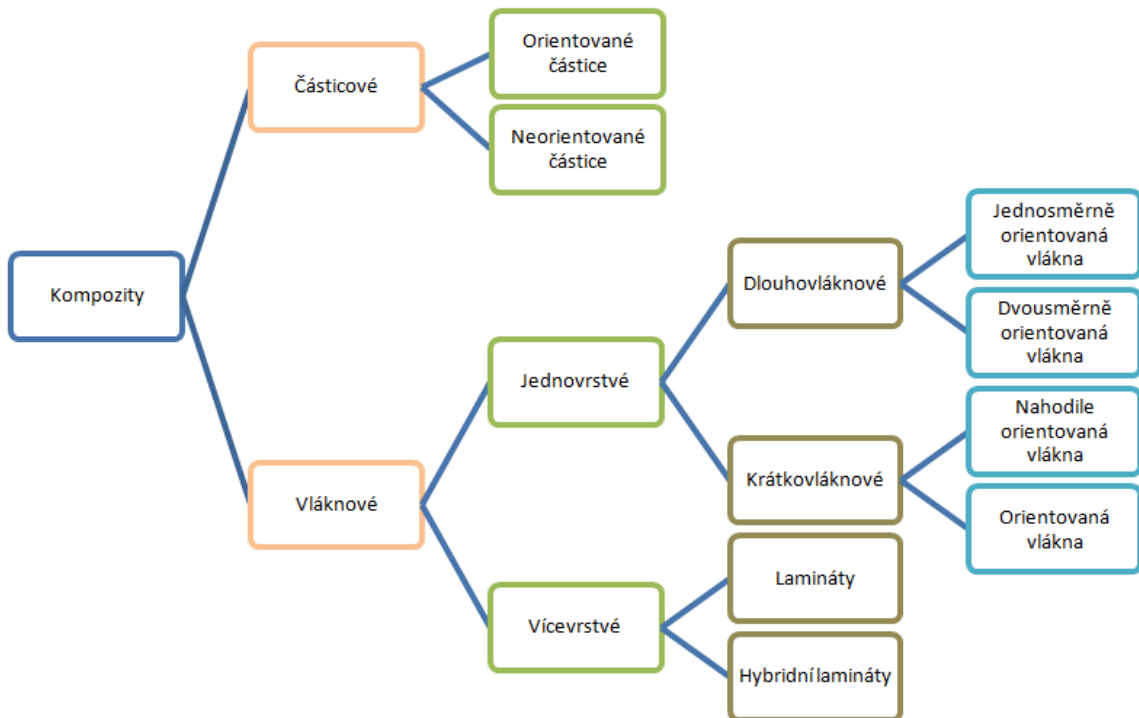 Orientované
částice
Částicové
Neorientované
částice
Jednosměrně
orientovaná
vlákna
Kompozity
Dlouhovláknové
Dvousměrně
orientovaná
vlákna
Jednovrstvé
Nahodile
orientovaná
vlákna
Krátkovláknové
Vláknové
Orientovaná
vlákna
Lamináty
Vícevrstvé
Hybridní lamináty